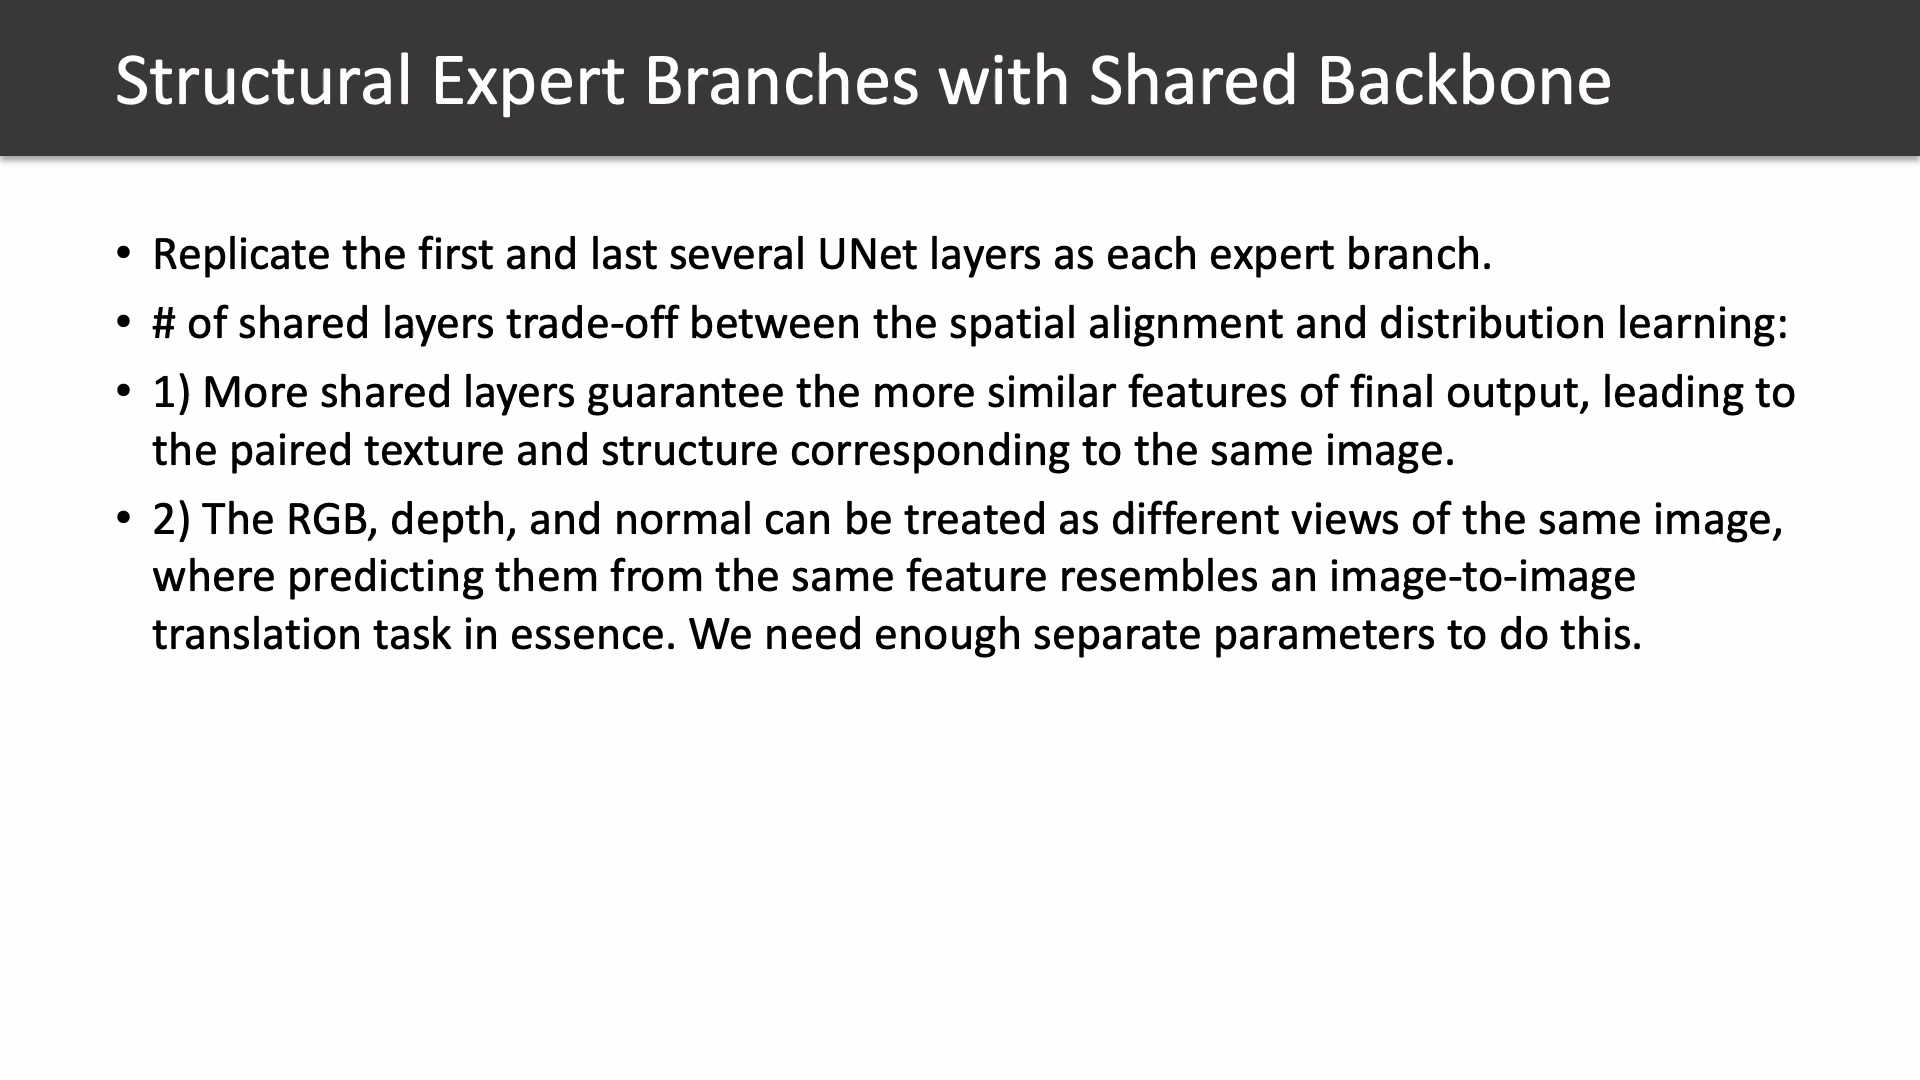 Structural Expert Branches with Shared Backbone
• Replicate the first and last several UNet layers as each expert branch.
• # of shared layers trade-off between the spatial alignment and distribution learning:
• 1) More shared layers guarantee the more similar features of final output, leading to
the paired texture and structure corresponding to the same image.
• 2) The RGB, depth, and normal can be treated as different views of the same image,
where predicting them from the same feature resembles an image-to-image
translation task in essence. We need enough separate parameters to do this.